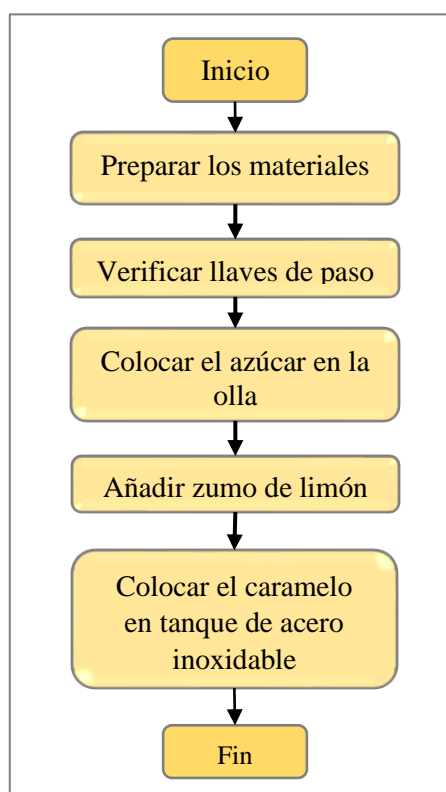 Inicio
Preparar los materiales
Verificar llaves de paso
Colocar el azúcar en la
olla
Añadir zumo de limón
Colocar el caramelo
en tanque de acero
inoxidable
Fin